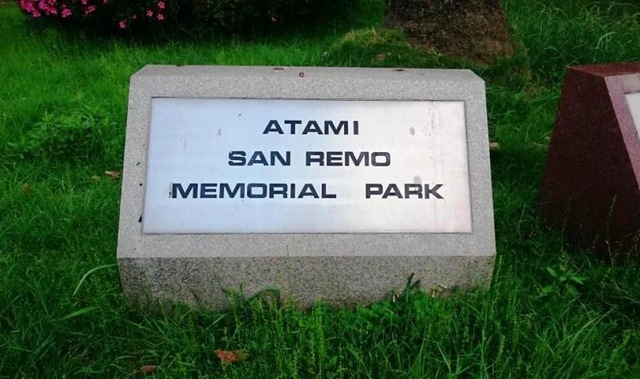 ATAMI
SAN REMO
MEMORIAL PARK